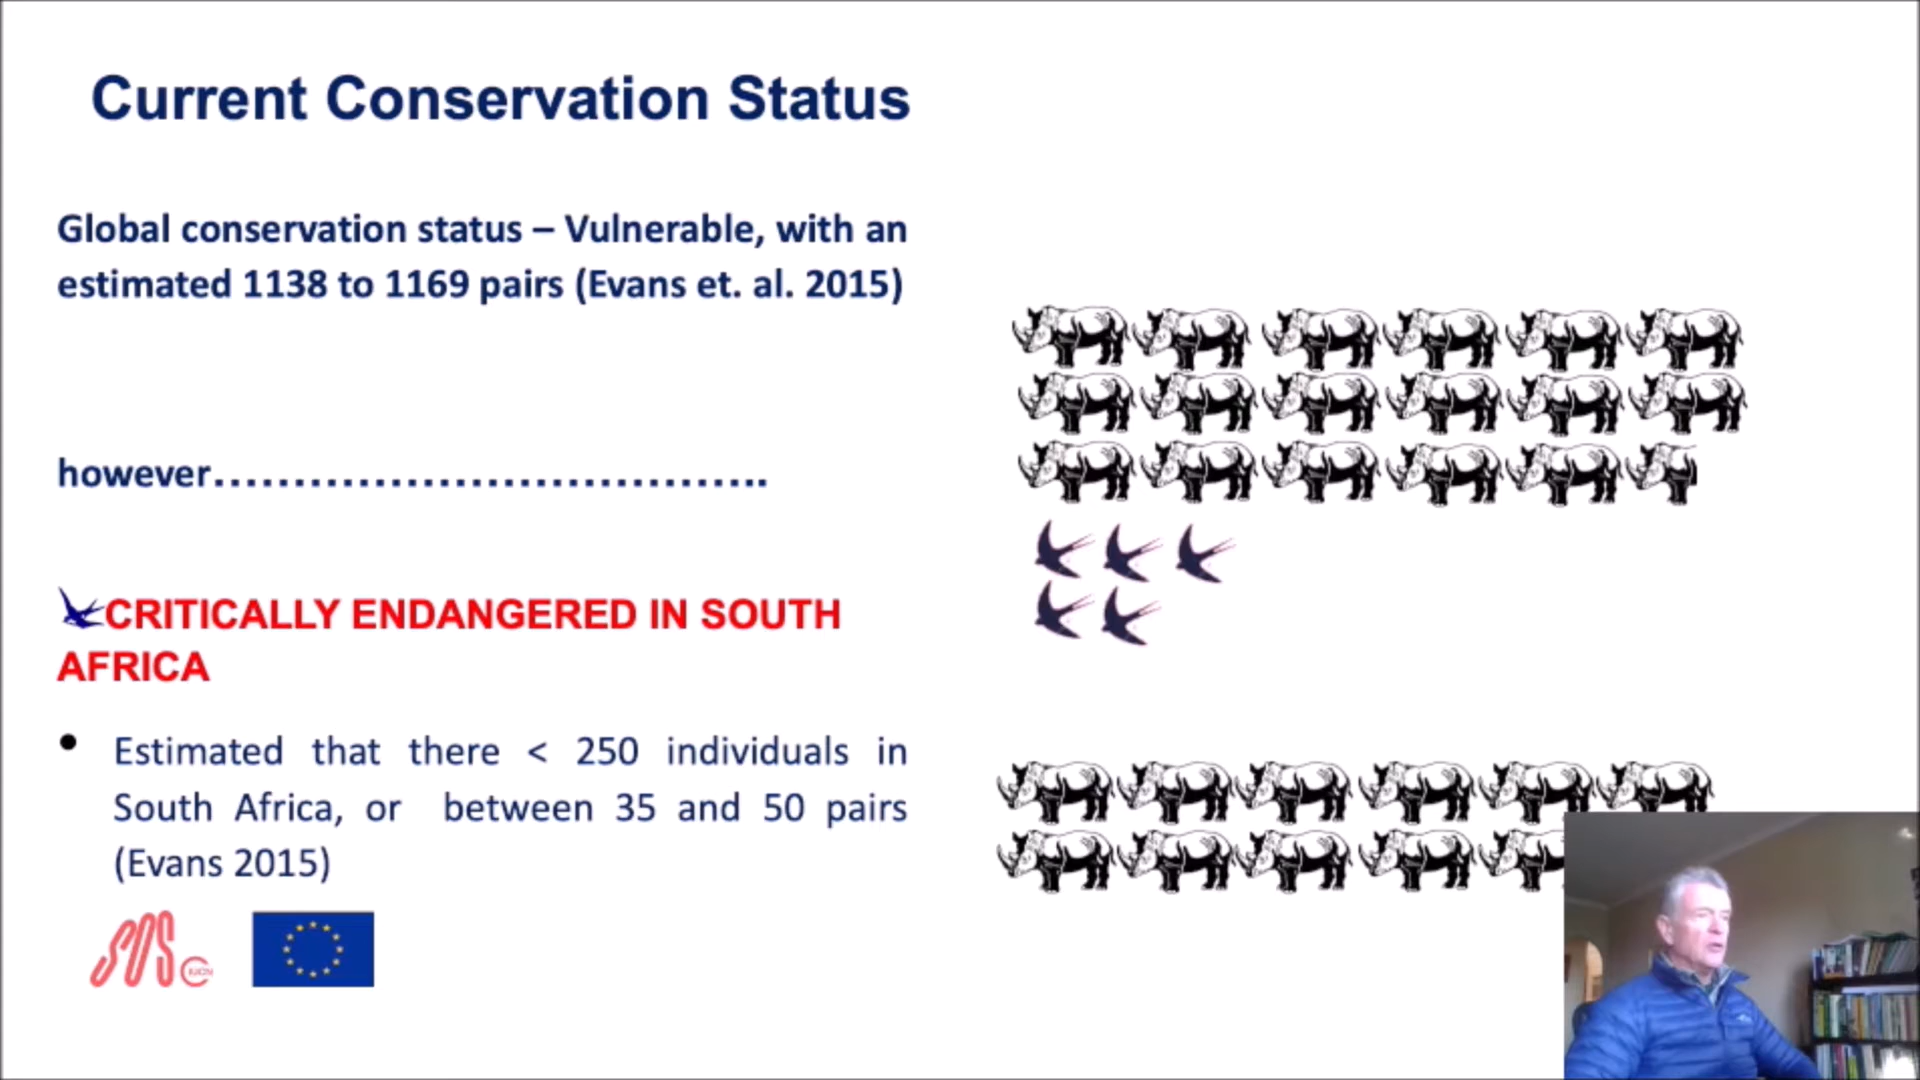 Current Conservation Status
Global conservation status – Vulnerable, with an
estimated 1138 to 1169 pairs (Evans et. al. 2015)
however……………………………..
CRITICALLY ENDANGERED IN SOUTH
AFRICA
• Estimated that there < 250 individuals in
South Africa, or between 35 and 50 pairs
(Evans 2015)
SOS
IUCN